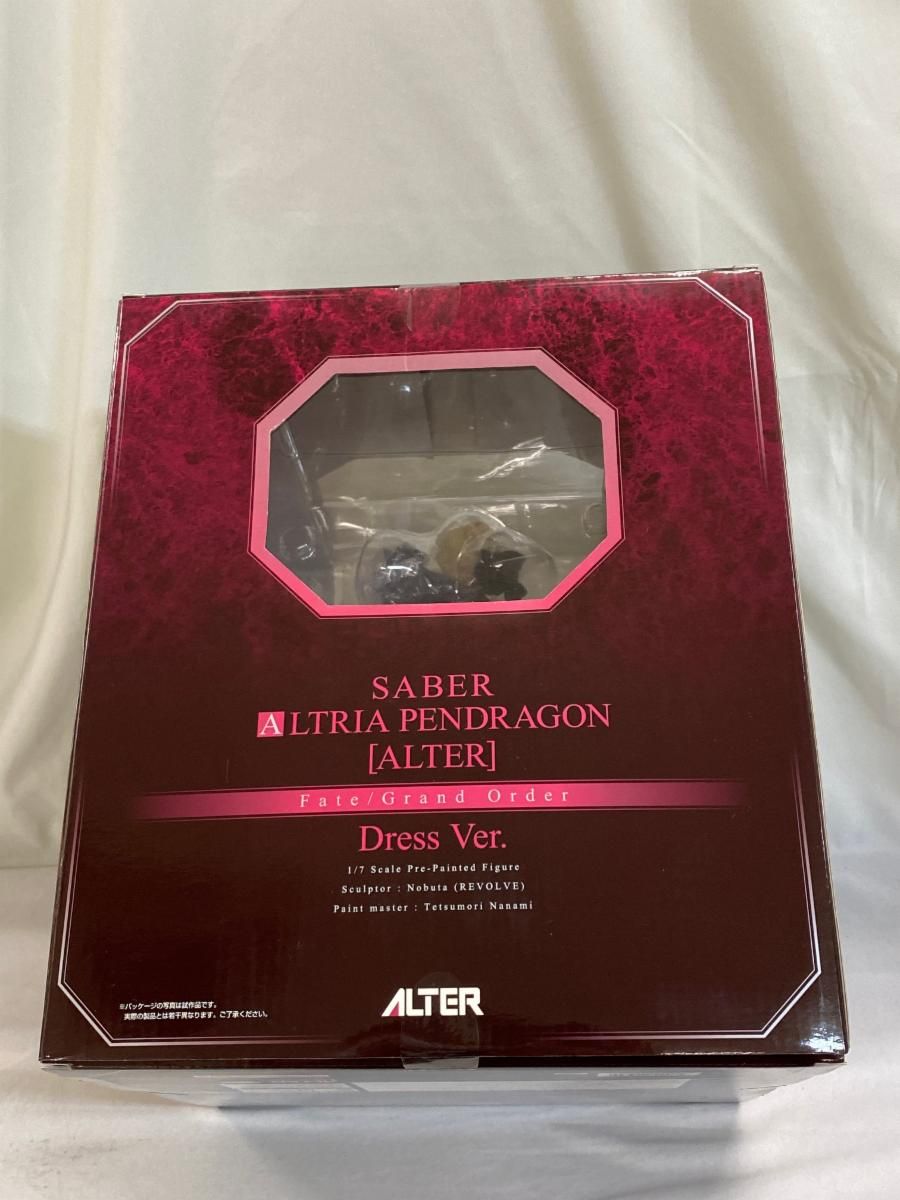 SABER
ALTRIA PENDRAGON
[ALTER]
Fate/Grand Order
Dress Ver.
1/7 Scale Pre-Painted Figure
Sculptor : Nobuta (REVOLVE)
Paint master : Tetsumori Nanami
※パッケージの写真は試作品です。
実際の製品とは若干異なります。ご了承ください。
ALTER